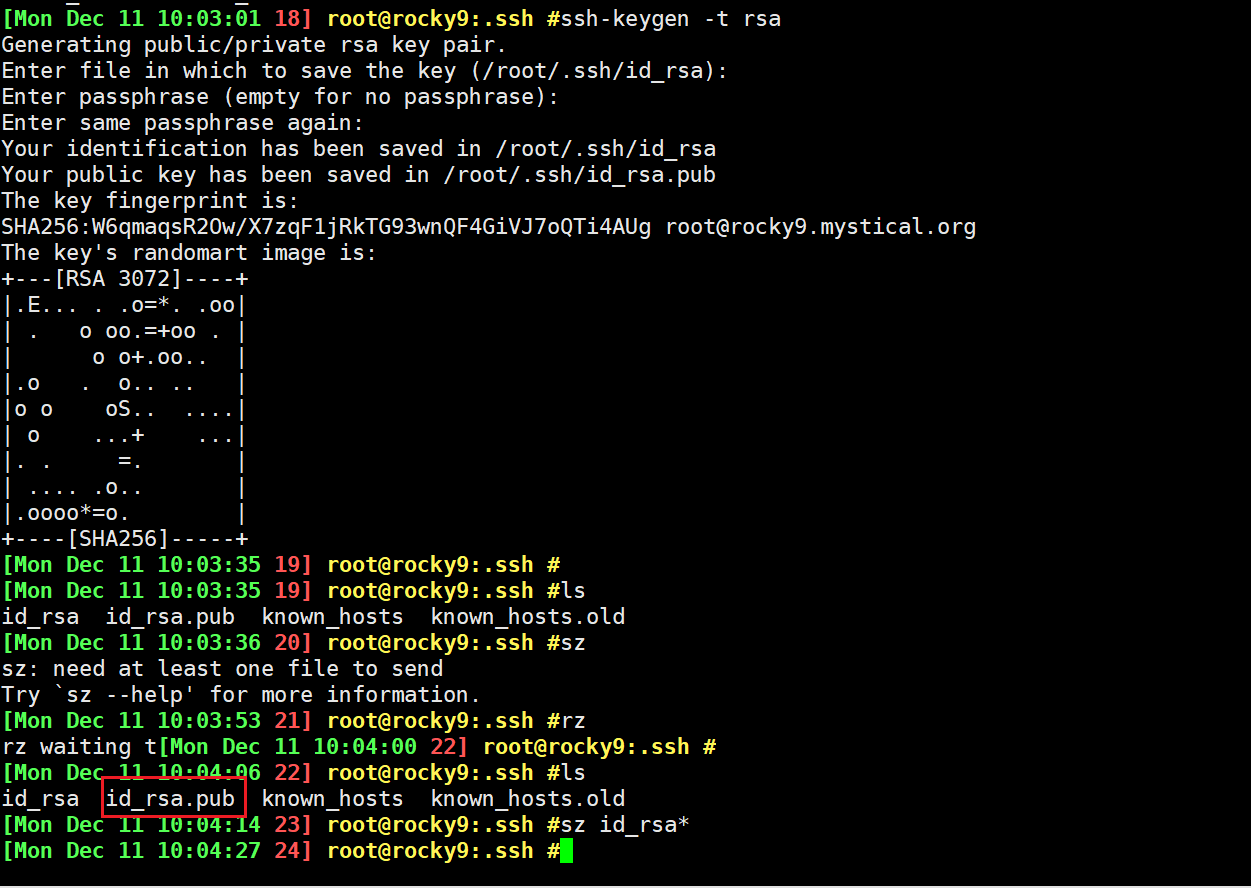 [Mon Dec 11 10:03:01 18] root@rocky9:.ssh #ssh-keygen -t rsa
Generating public/private rsa key pair.
Enter file in which to save the key (/root/.ssh/id_rsa):
Enter passphrase (empty for no passphrase):
Enter same passphrase again:
Your identification has been saved in /root/.ssh/id_rsa
Your public key has been saved in /root/.ssh/id_rsa.pub
The key fingerprint is:
SHA256:W6qmaqsR2Ow/X7zqF1jRkTG93wnQF4GiVJ7oQTi4AUg root@rocky9.mystical.org
The key's randomart image is:
+---[RSA 3072]----+
|.E... . .o=*. .oo|
| .   o oo.=+oo . |
|      o o+.oo..  |
|.o   .  o.. ..   |
|o o    oS..  ....|
| o    ...+    ...|
|. .     =.       |
| .... .o..       |
|.oooo*=o.        |
+----[SHA256]-----+
[Mon Dec 11 10:03:35 19] root@rocky9:.ssh #
[Mon Dec 11 10:03:35 19] root@rocky9:.ssh #ls
id_rsa  id_rsa.pub  known_hosts  known_hosts.old
[Mon Dec 11 10:03:36 20] root@rocky9:.ssh #sz
sz: need at least one file to send
Try `sz --help' for more information.
[Mon Dec 11 10:03:53 21] root@rocky9:.ssh #rz
rz waiting t[Mon Dec 11 10:04:00 22] root@rocky9:.ssh #
[Mon Dec 11 10:04:06 22] root@rocky9:.ssh #ls
id_rsa  id_rsa.pub  known_hosts  known_hosts.old
[Mon Dec 11 10:04:14 23] root@rocky9:.ssh #sz id_rsa*
[Mon Dec 11 10:04:27 24] root@rocky9:.ssh #